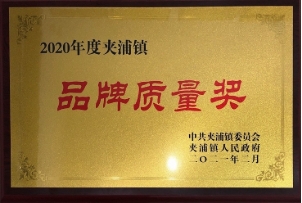 2020年度夹浦镇
品牌质量奖
中共夹浦镇委员会
夹浦镇人民政府
二〇二一年二月